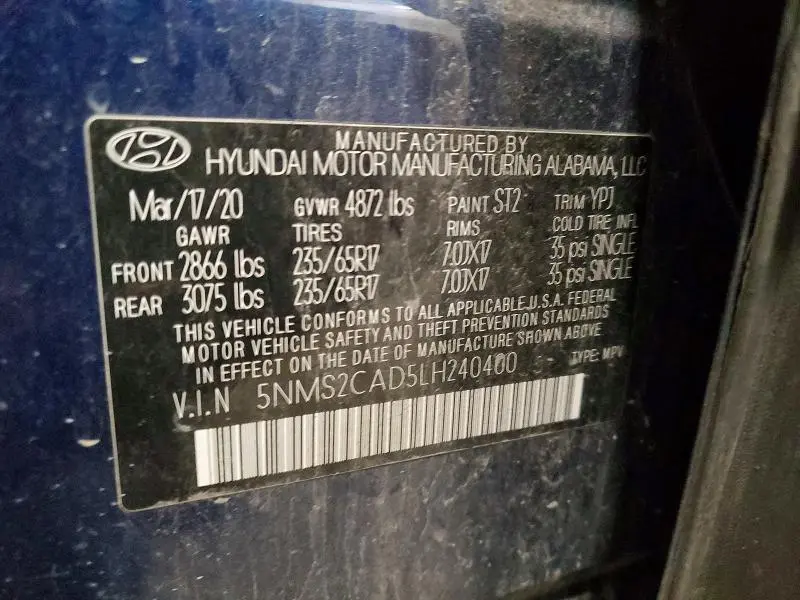 MANUFACTURED BY
HYUNDAI MOTOR MANUFACTURING ALABAMA, LLC
Mar/17/20 GVWR 4872 lbs PAINT ST2 TRIM YPJ
GAWR TIRES RIMS COLD TIRE INFL
FRONT 2866 lbs 235/65R17 7.0JX17 35 psi SINGLE
REAR 3075 lbs 235/65R17 7.0JX17 35 psi SINGLE
THIS VEHICLE CONFORMS TO ALL APPLICABLE U.S.A. FEDERAL
MOTOR VEHICLE SAFETY AND THEFT PREVENTION STANDARDS
IN EFFECT ON THE DATE OF MANUFACTURE SHOWN ABOVE
V.I.N 5NMS2CAD5LH240400 TYPE: MPV